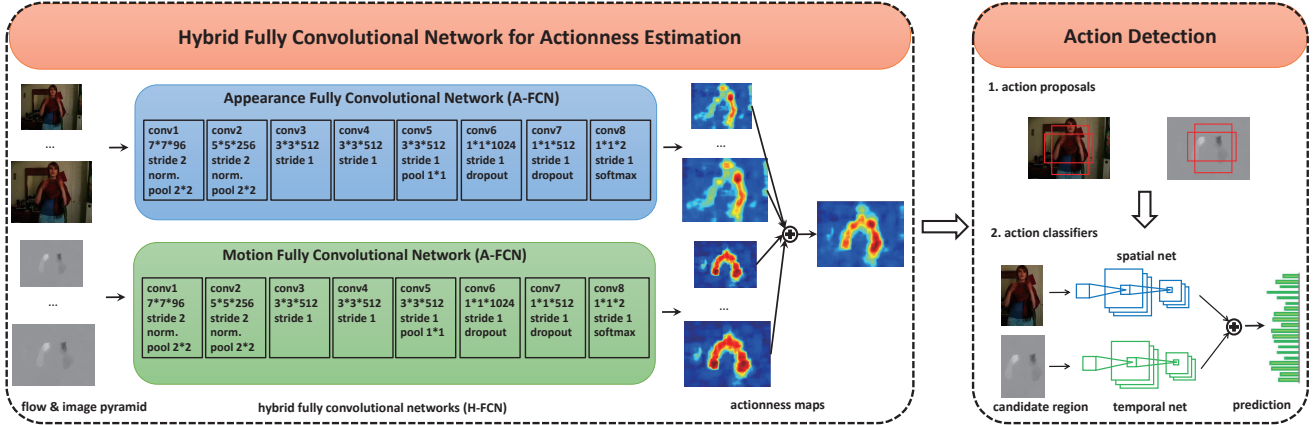 Hybrid Fully Convolutional Network for Actionness Estimation
Appearance Fully Convolutional Network (A-FCN)
conv1
7*7*96
stride 2
norm.
pool 2*2
conv2
5*5*256
stride 2
norm.
pool 2*2
conv3
3*3*512
stride 1
conv4
3*3*512
stride 1
conv5
3*3*512
stride 1
pool 1*1
conv6
1*1*1024
stride 1
dropout
conv7
1*1*512
stride 1
dropout
conv8
1*1*2
stride 1
softmax
...
...
Motion Fully Convolutional Network (A-FCN)
conv1
7*7*96
stride 2
norm.
pool 2*2
conv2
5*5*256
stride 2
norm.
pool 2*2
conv3
3*3*512
stride 1
conv4
3*3*512
stride 1
conv5
3*3*512
stride 1
pool 1*1
conv6
1*1*1024
stride 1
dropout
conv7
1*1*512
stride 1
dropout
conv8
1*1*2
stride 1
softmax
...
...
flow & image pyramid
hybrid fully convolutional networks (H-FCN)
actionness maps
Action Detection
1. action proposals
2. action classifiers
spatial net
candidate region
temporal net
prediction